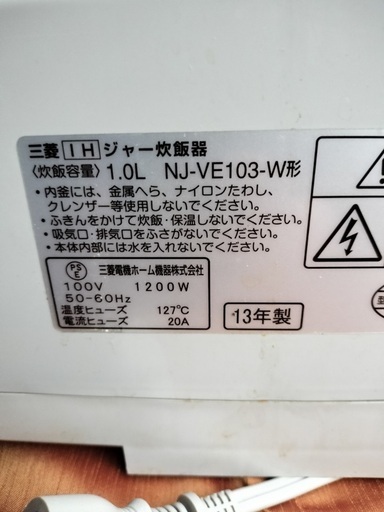 三菱IHジャー炊飯器
〈炊飯容量〉1.0L NJ-VE103-W形
・内釜には、金属へら、ナイロンたわし、
クレンザー等使用しないでください。
・ふきんをかけて炊飯・保温しないでください。
・吸気口・排気口をふさがないでください。
・本体内部には水を入れないでください。
PSE 三菱電機ホーム機器株式会社
100V 1200W
50-60Hz
温度ヒューズ 127℃
電流ヒューズ 20A
13年製